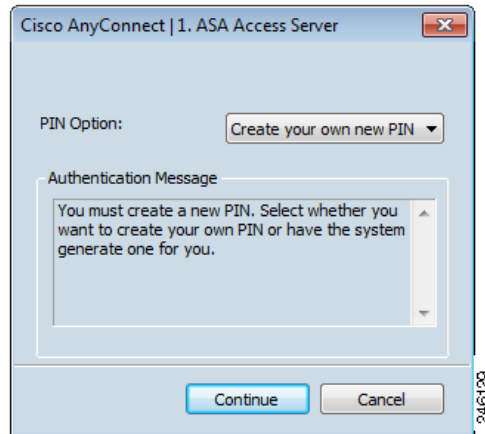 Cisco AnyConnect | 1. ASA Access Server
PIN Option:
Create your own new PIN
Authentication Message
You must create a new PIN. Select whether you
want to create your own PIN or have the system
generate one for you.
Continue
Cancel
246129